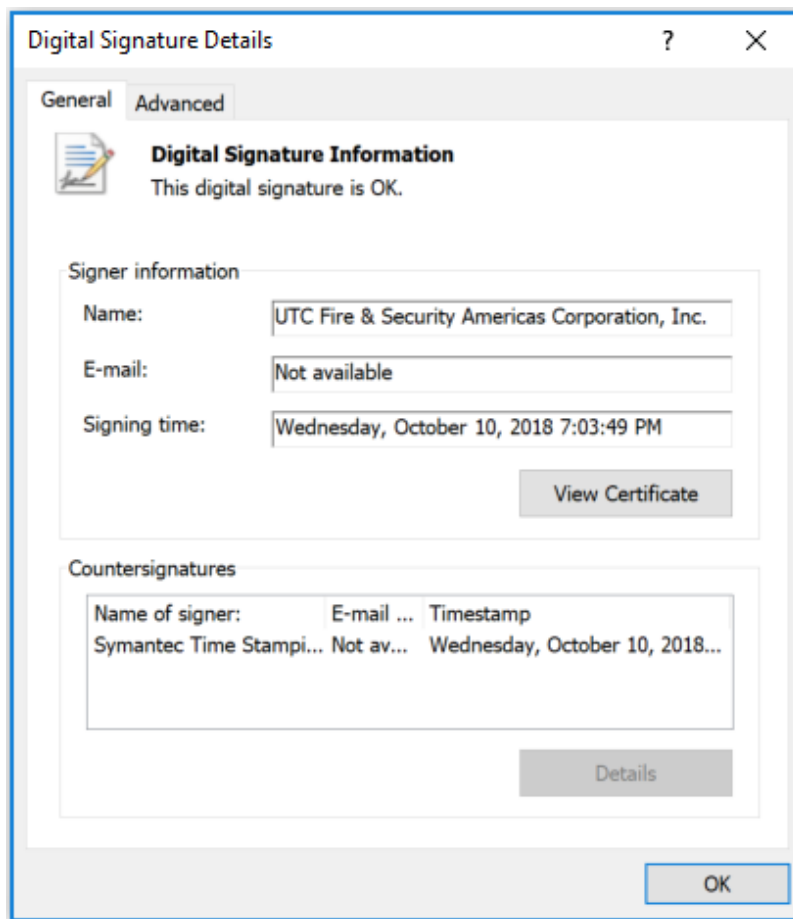 Digital Signature Details
General Advanced
Digital Signature Information
This digital signature is OK.
Signer information
Name: UTC Fire & Security Americas Corporation, Inc.
E-mail: Not available
Signing time: Wednesday, October 10, 2018 7:03:49 PM
View Certificate
Countersignatures
Name of signer: E-mail ... Timestamp
Symantec Time Stampi... Not av... Wednesday, October 10, 2018...
Details
OK